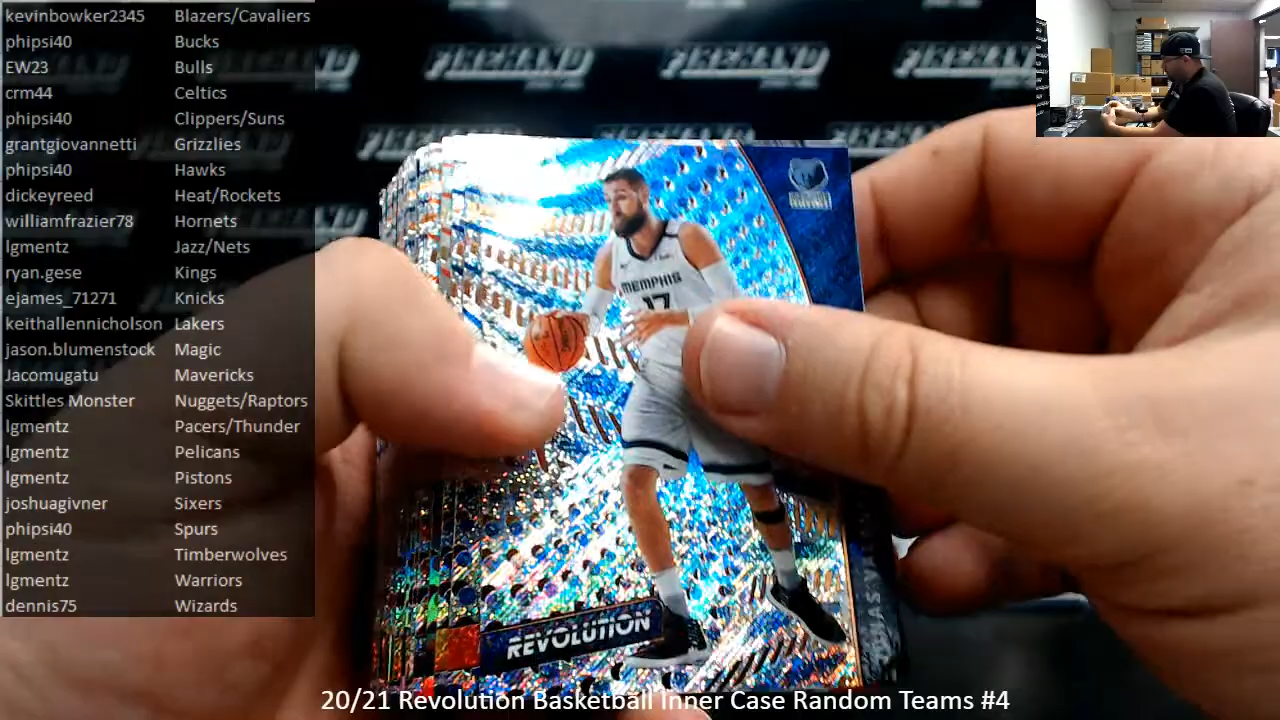 kevinbowker2345 Blazers/Cavaliers
phipsi40 Bucks
EW23 Bulls
crm44 Celtics
phipsi40 Clippers/Suns
grantgiovannetti Grizzlies
phipsi40 Hawks
dickeyreed Heat/Rockets
williamfrazier78 Hornets
lgmentz Jazz/Nets
ryan.gese Kings
ejames_71271 Knicks
keithallennicholson Lakers
jason.blumenstock Magic
Jacomugatu Mavericks
Skittles Monster Nuggets/Raptors
lgmentz Pacers/Thunder
lgmentz Pelicans
lgmentz Pistons
joshuagivner Sixers
phipsi40 Spurs
lgmentz Timberwolves
lgmentz Warriors
dennis75 Wizards
FIREHAND FIREHAND FIREHAND
MEMPHIS
17
REVOLUTION
20/21 Revolution Basketball Inner Case Random Teams #4